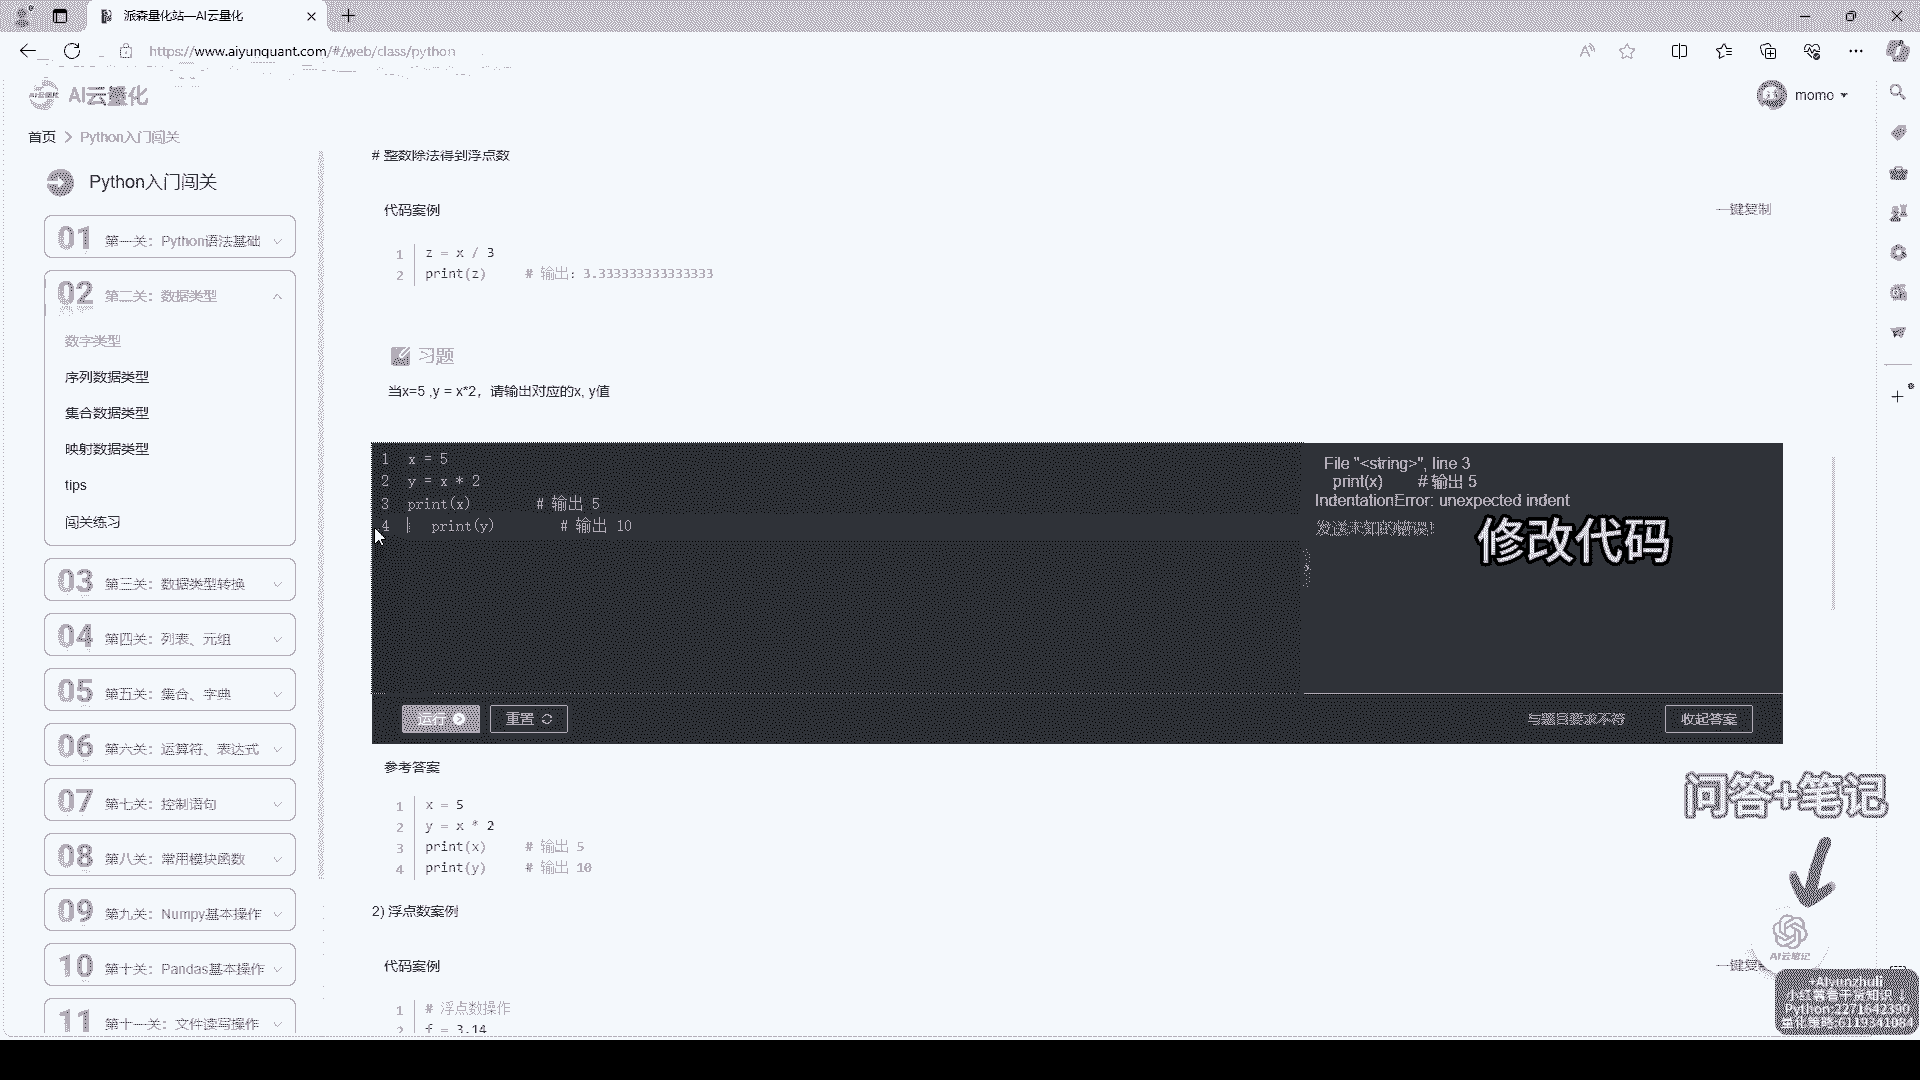 派森量化站—AI云量化
https://www.aiyunquant.com/#/web/class/python
AI云量化
momo
首页 > Python入门闯关
Python入门闯关
01 第一关：Python语法基础
02 第二关：数据类型
数字类型
序列数据类型
集合数据类型
映射数据类型
tips
闯关练习
03 第三关：数据类型转换
04 第四关：列表、元组
05 第五关：集合、字典
06 第六关：运算符、表达式
07 第七关：控制语句
08 第八关：常用模块函数
09 第九关：Numpy基本操作
10 第十关：Pandas基本操作
11 第十一关：文件读写操作
# 整数除法得到浮点数
代码案例
一键复制
1 z = x / 3
2 print(z) # 输出: 3.333333333333333
习题
当x=5 ,y = x*2，请输出对应的x, y值
1 x = 5
2 y = x * 2
3 print(x) # 输出 5
4 print(y) # 输出 10
File "<string>", line 3
print(x) # 输出 5
IndentationError: unexpected indent
发送未知的错误!
修改代码
运行
重置
与题目要求不符
收起答案
参考答案
1 x = 5
2 y = x * 2
3 print(x) # 输出 5
4 print(y) # 输出 10
2) 浮点数案例
代码案例
一键复
1 # 浮点数操作
2 f = 3.14
问答+笔记
AI云笔记
+AIyunzhuli
Python:2271642390
量化策略:6119341084